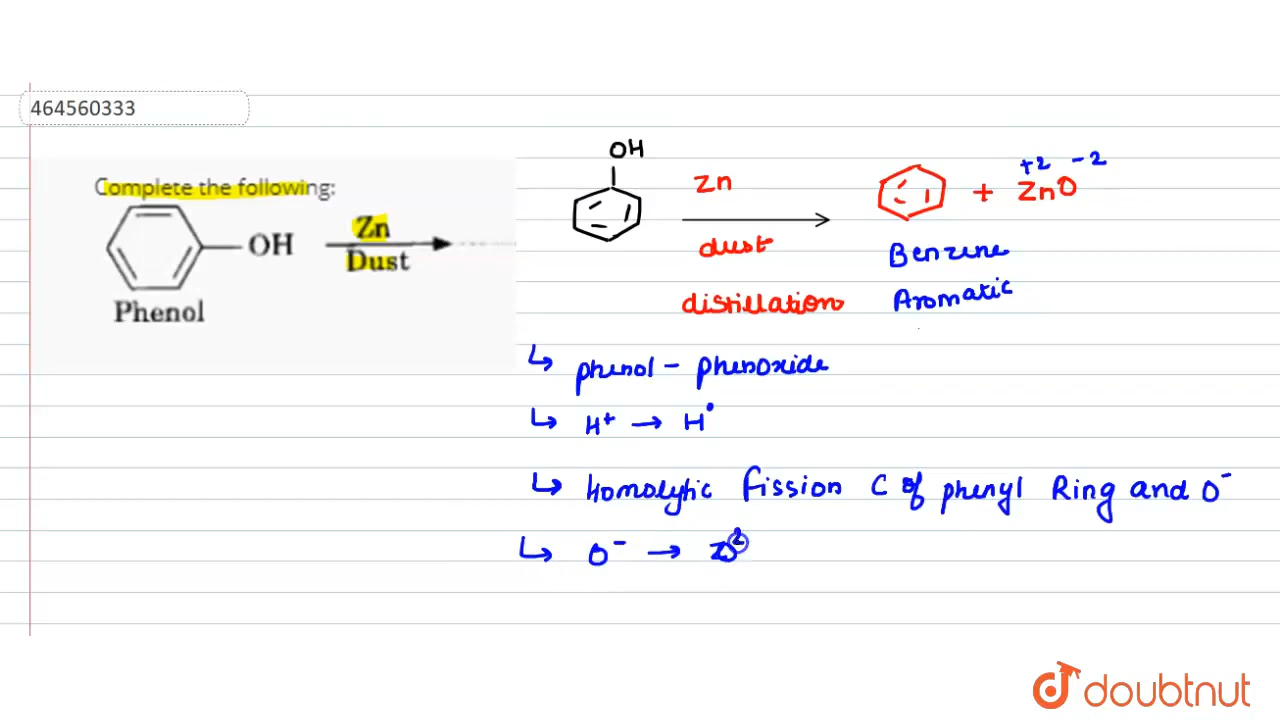 464560333
Complete the following:
OH
Zn
Dust
Phenol
OH
Zn
dust
distillation
+ ZnO
+2 -2
Benzene
Aromatic
↳ phenol - phenoxide
↳ H+ → H•
↳ Homolytic fission C of phenyl Ring and O-
↳ O- →
doubtnut